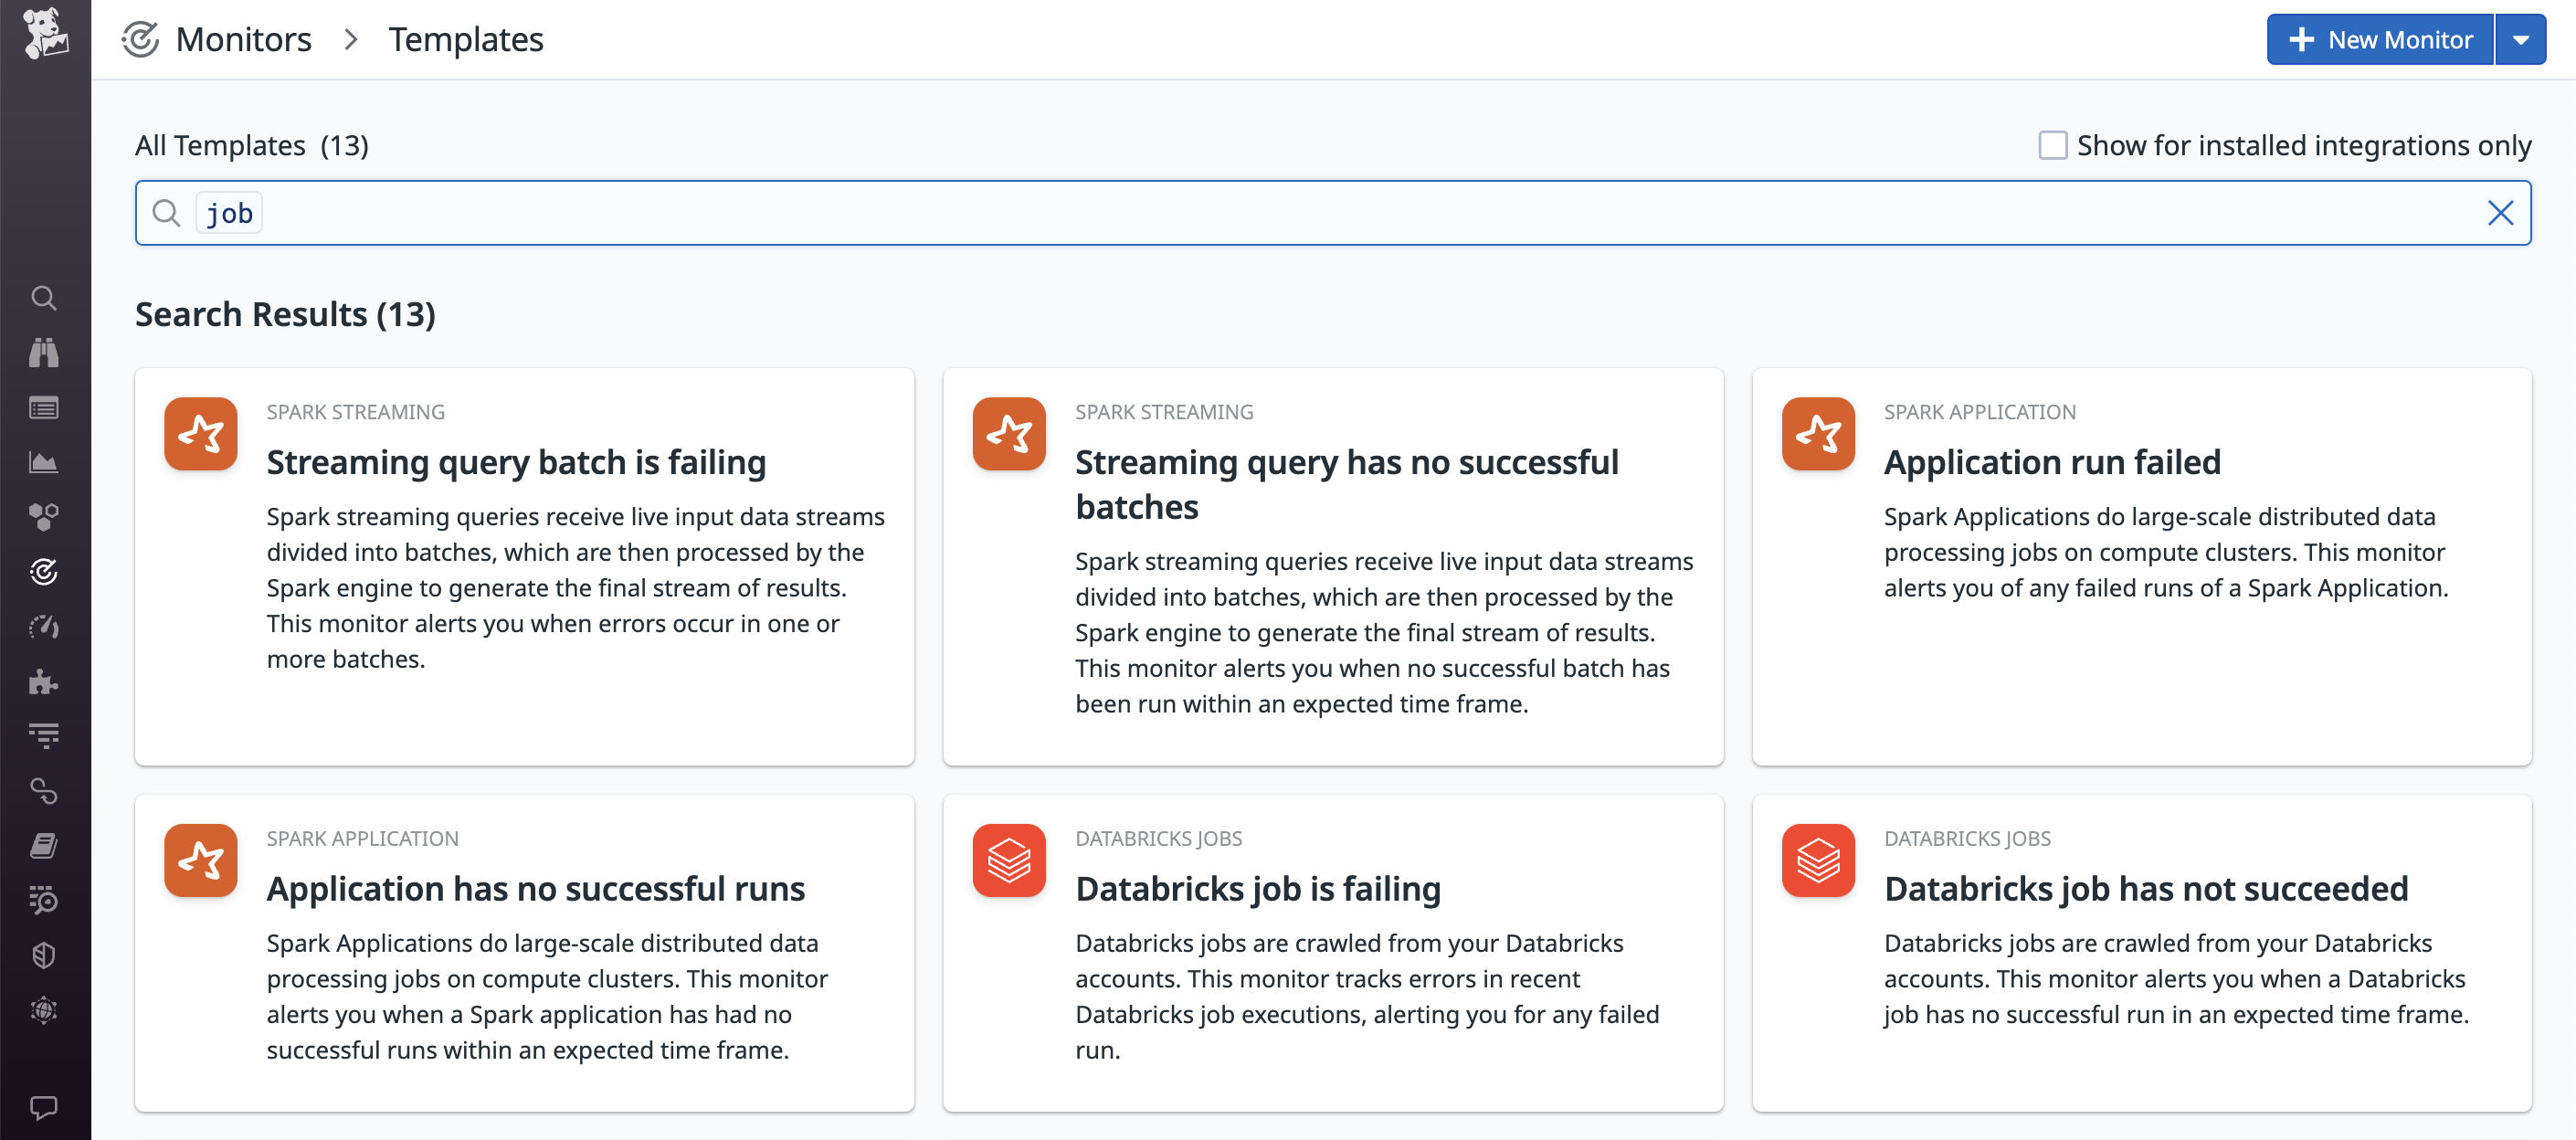 Monitors > Templates
New Monitor
All Templates (13)
Show for installed integrations only
job
Search Results (13)
SPARK STREAMING
Streaming query batch is failing
Spark streaming queries receive live input data streams
divided into batches, which are then processed by the
Spark engine to generate the final stream of results.
This monitor alerts you when errors occur in one or
more batches.
SPARK STREAMING
Streaming query has no successful
batches
Spark streaming queries receive live input data streams
divided into batches, which are then processed by the
Spark engine to generate the final stream of results.
This monitor alerts you when no successful batch has
been run within an expected time frame.
SPARK APPLICATION
Application run failed
Spark Applications do large-scale distributed data
processing jobs on compute clusters. This monitor
alerts you of any failed runs of a Spark Application.
SPARK APPLICATION
Application has no successful runs
Spark Applications do large-scale distributed data
processing jobs on compute clusters. This monitor
alerts you when a Spark application has had no
successful runs within an expected time frame.
DATABRICKS JOBS
Databricks job is failing
Databricks jobs are crawled from your Databricks
accounts. This monitor tracks errors in recent
Databricks job executions, alerting you for any failed
run.
DATABRICKS JOBS
Databricks job has not succeeded
Databricks jobs are crawled from your Databricks
accounts. This monitor alerts you when a Databricks
job has no successful run in an expected time frame.